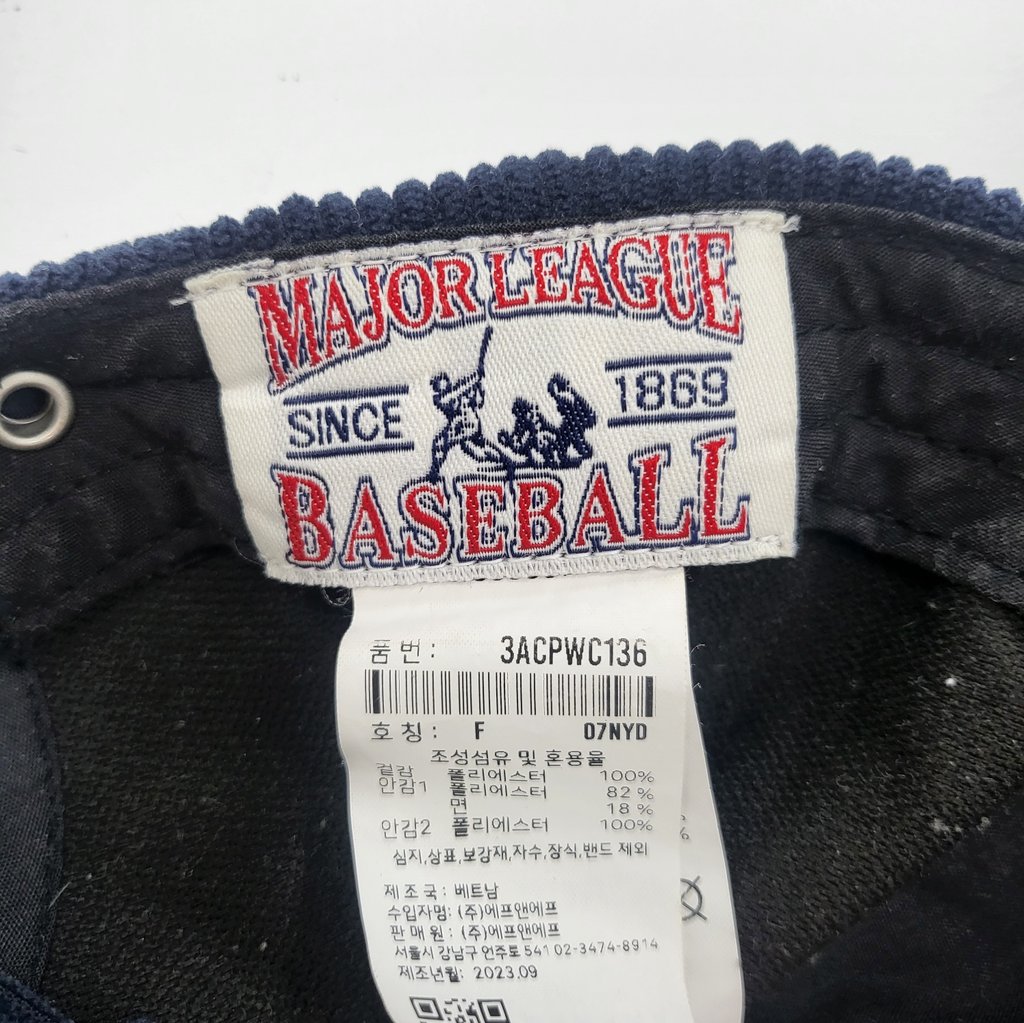 MAJOR LEAGUE
SINCE 1869
BASEBALL
품 번 : 3ACPWC136
호 칭 : F 07NYD
조성섬유 및 혼용율
겉감 폴리에스터 100%
안감1 폴리에스터 82 %
면 18 %
안감2 폴리에스터 100%
심지,상표,보강재,자수,장식,밴드 제외
제 조 국 : 베트남
수입자명: (주)에프앤에프
판 매 원 : (주)에프앤에프
서울시 강남구 언주로 541 02-3474-8914
제조년월: 2023.09